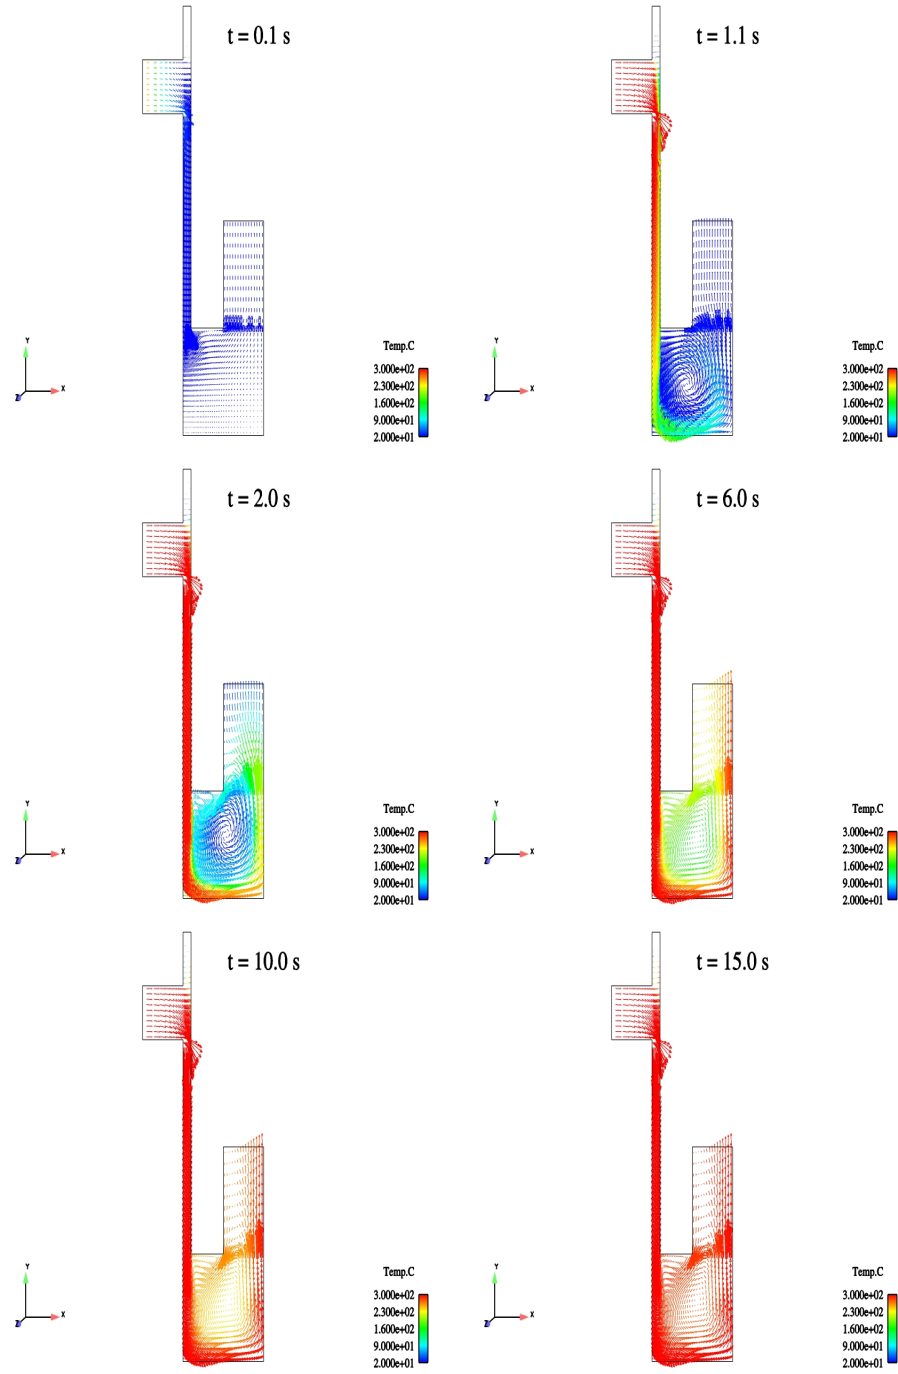 t = 0.1 s
Y
X
Z
Temp.C
3.000e+02
2.300e+02
1.600e+02
9.000e+01
2.000e+01
t = 1.1 s
Y
X
Z
Temp.C
3.000e+02
2.300e+02
1.600e+02
9.000e+01
2.000e+01
t = 2.0 s
Y
X
Z
Temp.C
3.000e+02
2.300e+02
1.600e+02
9.000e+01
2.000e+01
t = 6.0 s
Y
X
Z
Temp.C
3.000e+02
2.300e+02
1.600e+02
9.000e+01
2.000e+01
t = 10.0 s
Y
X
Z
Temp.C
3.000e+02
2.300e+02
1.600e+02
9.000e+01
2.000e+01
t = 15.0 s
Y
X
Z
Temp.C
3.000e+02
2.300e+02
1.600e+02
9.000e+01
2.000e+01